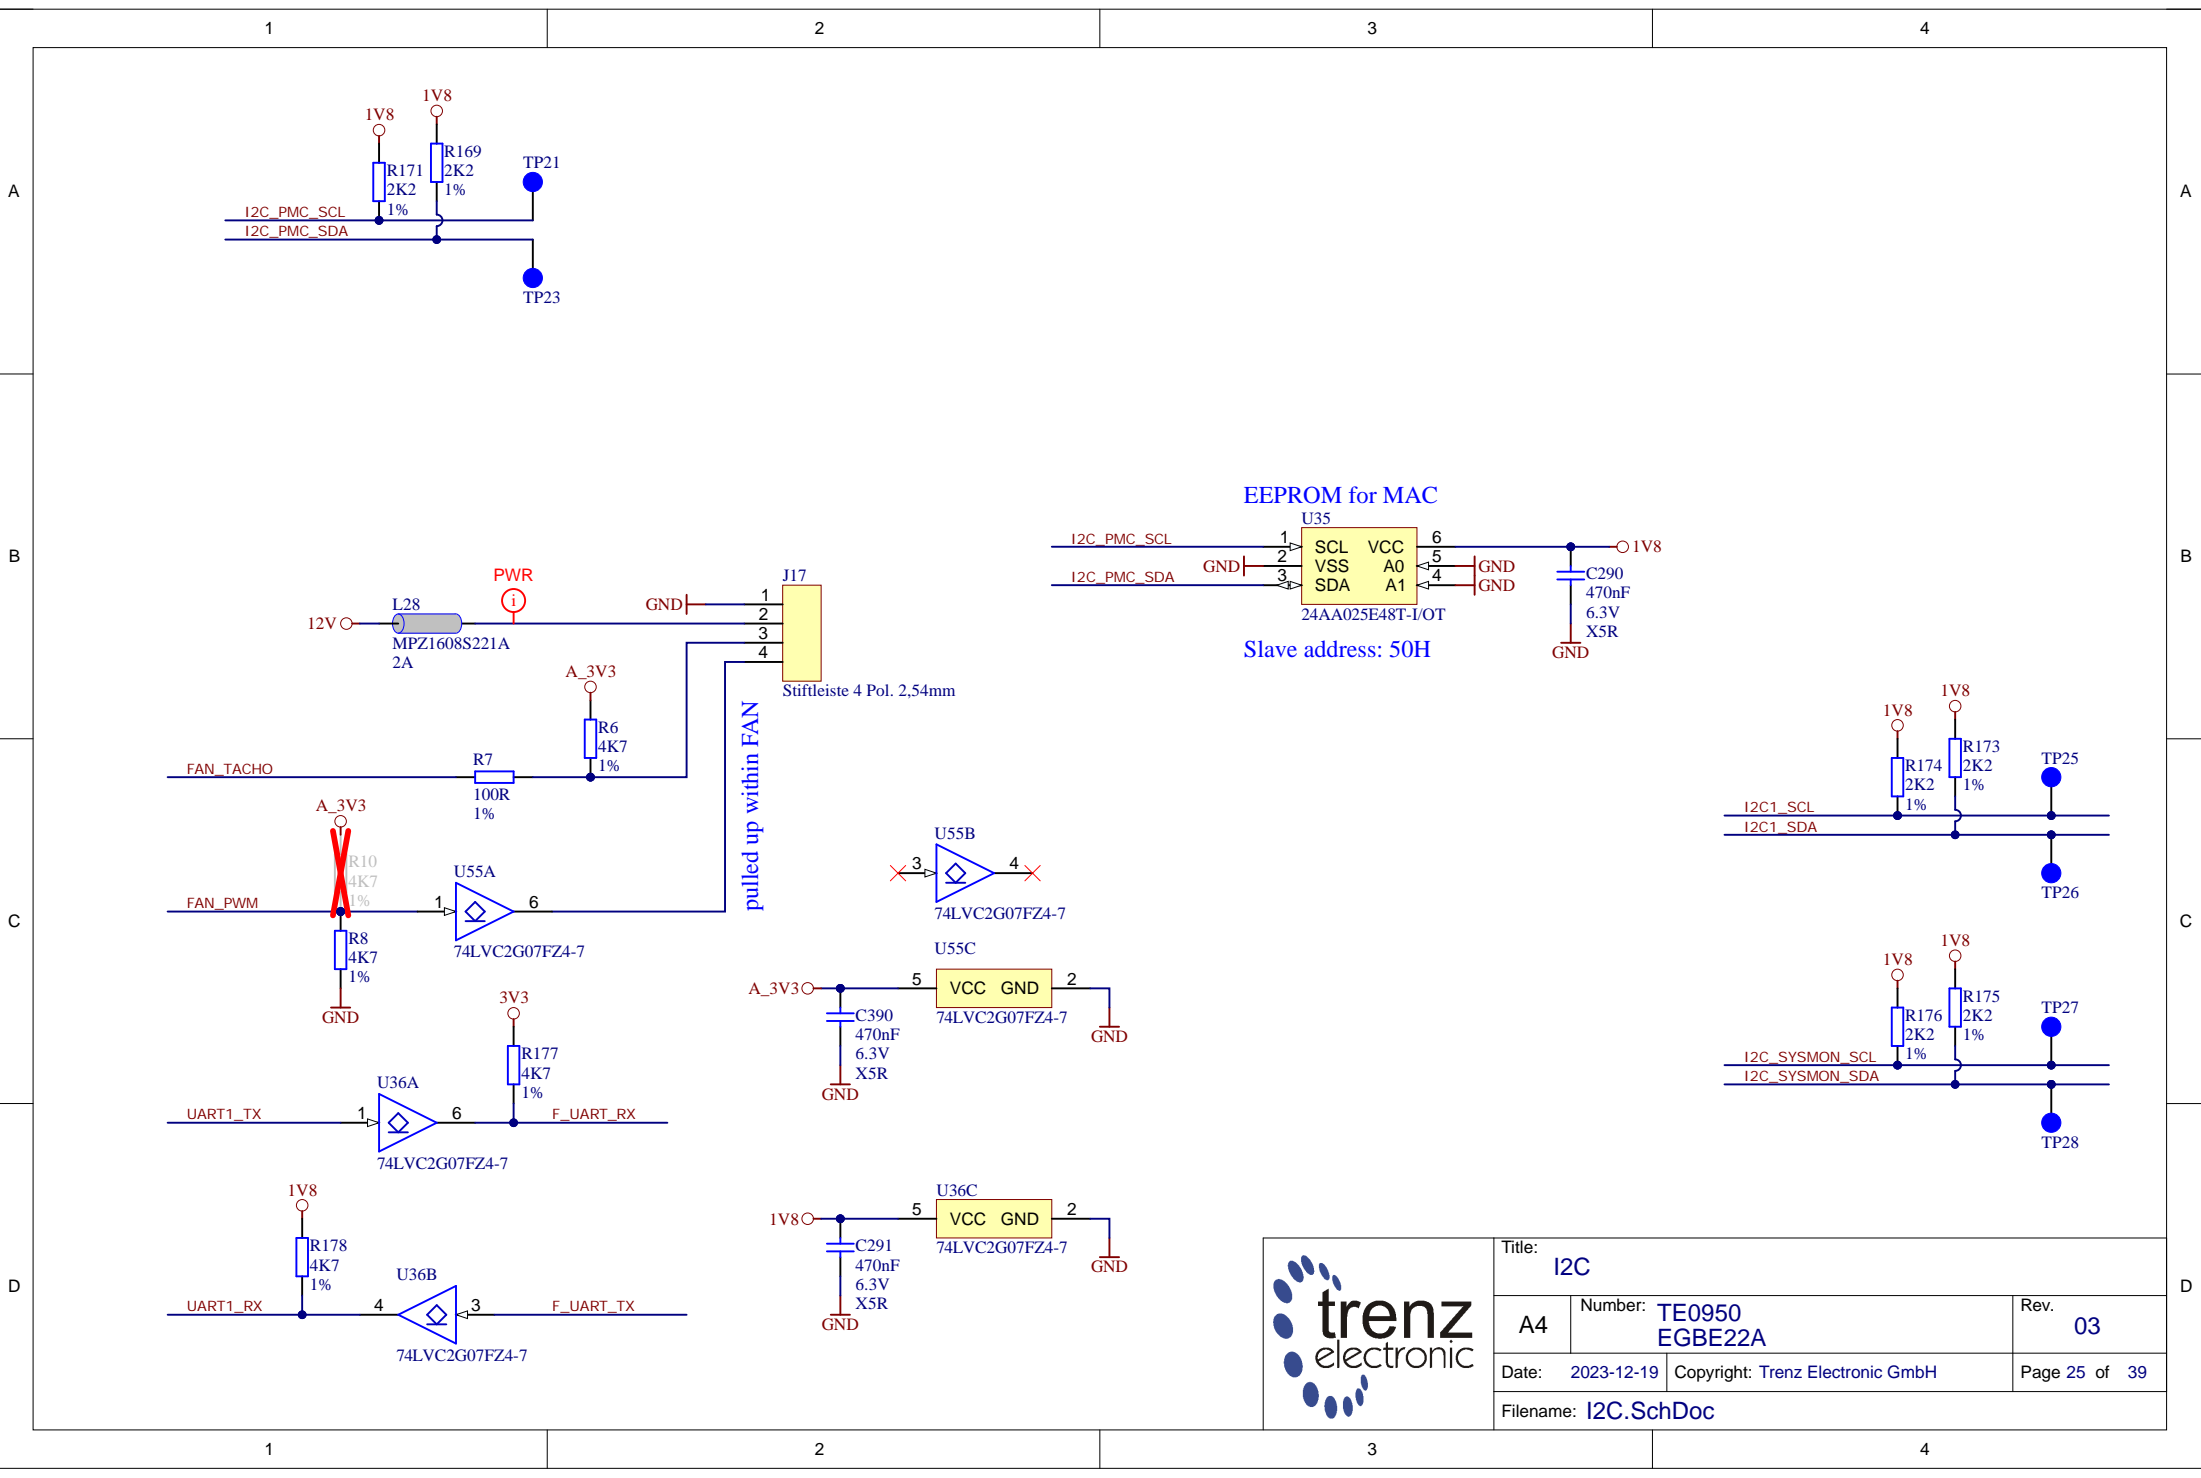 1 2 3 4
A A
1V8
1V8
R169
2K2
1%
R171
2K2
1%
TP21
I2C_PMC_SCL
I2C_PMC_SDA
TP23
B B
EEPROM for MAC
U35
I2C_PMC_SCL 1 SCL VCC 6 1V8
GND 2 VSS A0 5 GND
I2C_PMC_SDA 3 SDA A1 4 GND
24AA025E48T-I/OT
Slave address: 50H
C290
470nF
6.3V
X5R
GND
PWR
i
J17
GND 1
2
3
4
12V
L28
MPZ1608S221A
2A
Stiftleiste 4 Pol. 2,54mm
A_3V3
R6
4K7
1%
pulled up within FAN
FAN_TACHO
R7
100R
1%
A_3V3
R10
4K7
1%
FAN_PWM
U55A
1 6
74LVC2G07FZ4-7
R8
4K7
1%
GND
U55B
3 4
74LVC2G07FZ4-7
U55C
A_3V3 5 VCC GND 2
74LVC2G07FZ4-7
GND
C390
470nF
6.3V
X5R
GND
1V8
1V8
R173
2K2
1%
R174
2K2
1%
TP25
I2C1_SCL
I2C1_SDA
TP26
C C
1V8
1V8
R175
2K2
1%
R176
2K2
1%
TP27
I2C_SYSMON_SCL
I2C_SYSMON_SDA
TP28
3V3
R177
4K7
1%
U36A
UART1_TX 1 6 F_UART_RX
74LVC2G07FZ4-7
1V8
R178
4K7
1%
U36B
UART1_RX 4 3 F_UART_TX
74LVC2G07FZ4-7
U36C
1V8 5 VCC GND 2
74LVC2G07FZ4-7
GND
C291
470nF
6.3V
X5R
GND
D D
trenz
electronic
Title:
I2C
A4
Number: TE0950
EGBE22A
Rev.
03
Date: 2023-12-19 Copyright: Trenz Electronic GmbH Page 25 of 39
Filename: I2C.SchDoc
1 2 3 4